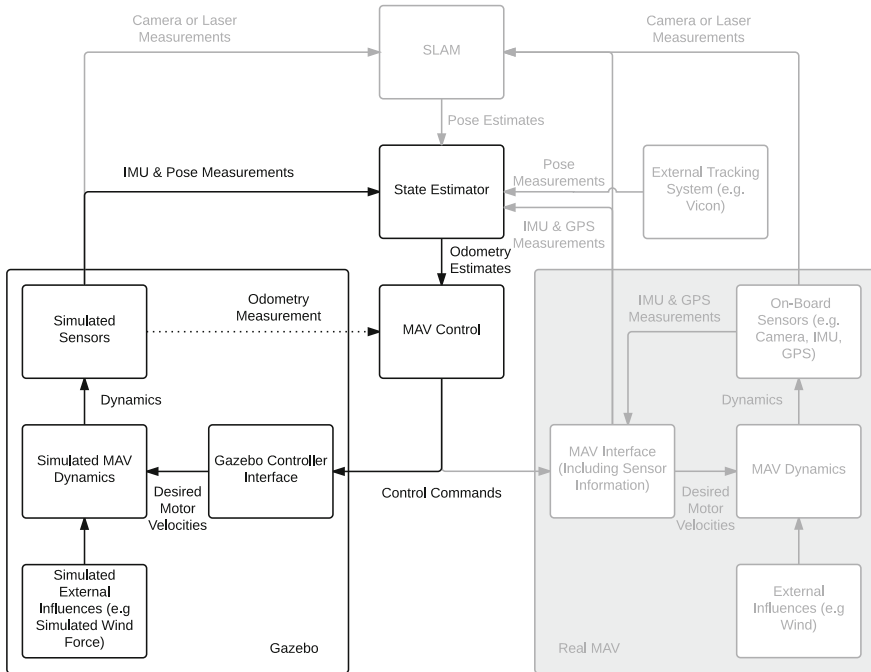 Camera or Laser
Measurements
SLAM
Camera or Laser
Measurements
Pose Estimates
IMU & Pose Measurements
State Estimator
Pose
Measurements
External Tracking
System (e.g.
Vicon)
IMU & GPS
Measurements
Odometry
Estimates
Simulated
Sensors
Odometry
Measurement
MAV Control
IMU & GPS
Measurements
On-Board
Sensors (e.g.
Camera, IMU,
GPS)
Dynamics
Dynamics
Simulated MAV
Dynamics
Gazebo Controller
Interface
MAV Interface
(Including Sensor
Information)
MAV Dynamics
Desired
Motor
Velocities
Control Commands
Desired
Motor
Velocities
Simulated
External
Influences (e.g
Simulated Wind
Force)
Gazebo
External
Influences (e.g
Wind)
Real MAV